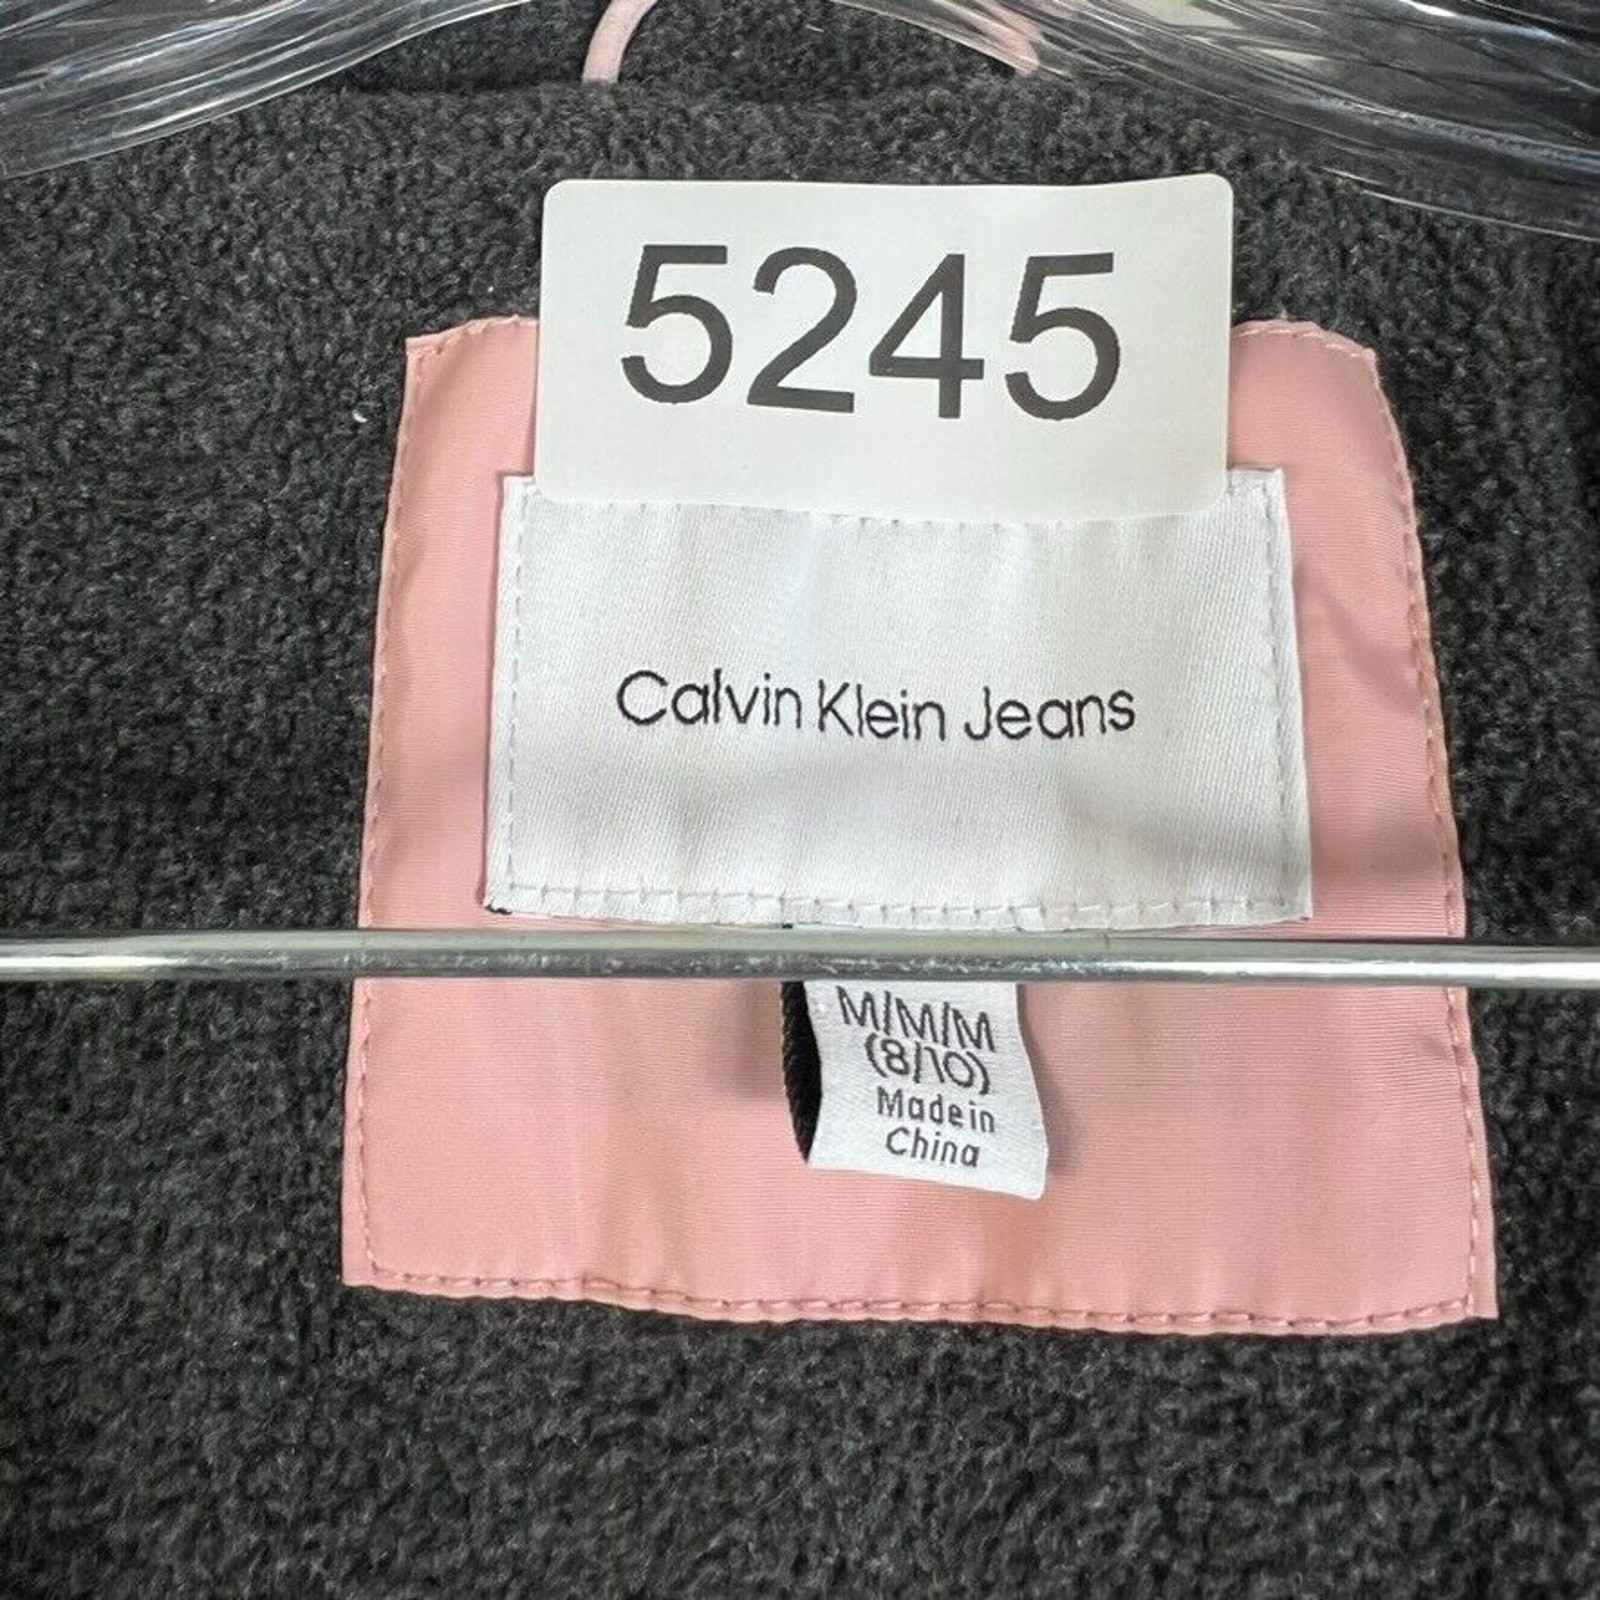 5245
Calvin Klein Jeans
M/M/M
(8/10)
Made in
China